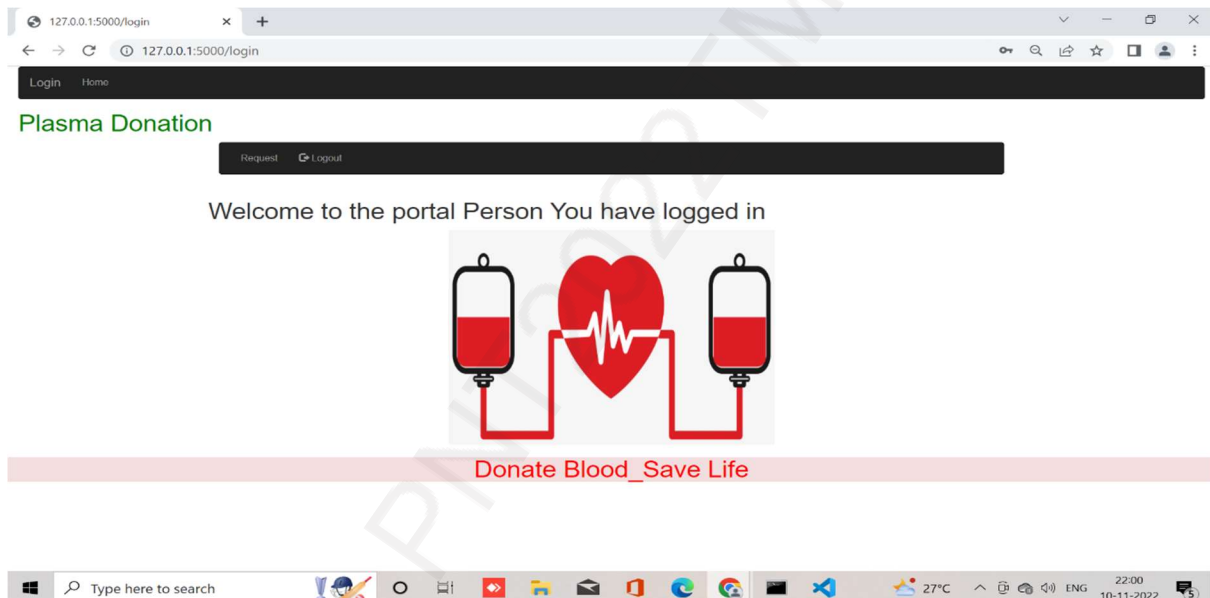 127.0.0.1:5000/login
127.0.0.1:5000/login
Login Home
Plasma Donation
Request Logout
Welcome to the portal Person You have logged in
Donate Blood_Save Life
Type here to search
27°C ENG 22:00
10-11-2022
5